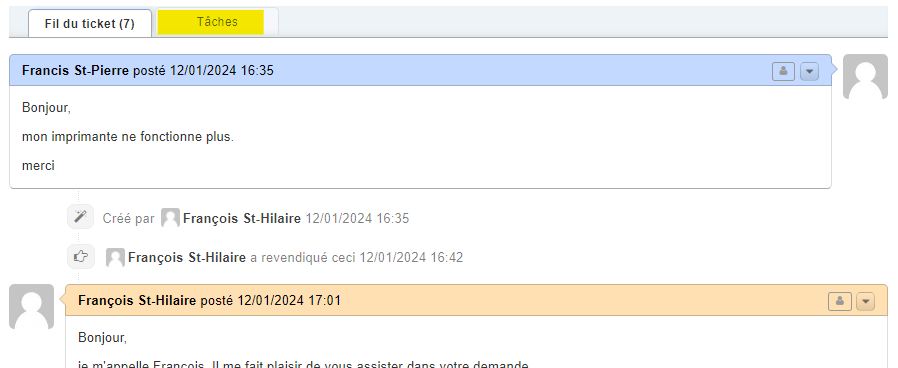 Fil du ticket (7)
Tâches
Francis St-Pierre posté 12/01/2024 16:35
Bonjour,
mon imprimante ne fonctionne plus.
merci
Créé par François St-Hilaire 12/01/2024 16:35
François St-Hilaire a revendiqué ceci 12/01/2024 16:42
François St-Hilaire posté 12/01/2024 17:01
Bonjour,
je m'appelle François. Il me fait plaisir de vous assister dans votre demande